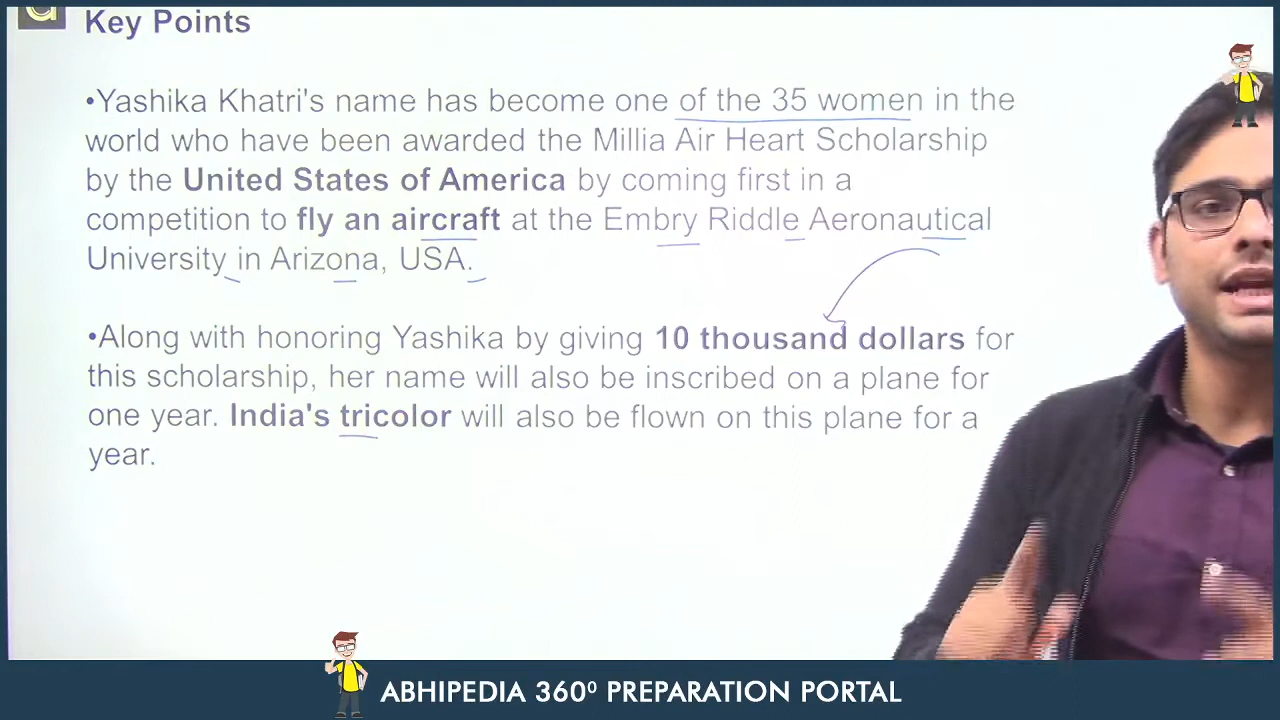 Key Points
•Yashika Khatri's name has become one of the 35 women in the
world who have been awarded the Millia Air Heart Scholarship
by the United States of America by coming first in a
competition to fly an aircraft at the Embry Riddle Aeronautical
University in Arizona, USA.
•Along with honoring Yashika by giving 10 thousand dollars for
this scholarship, her name will also be inscribed on a plane for
one year. India's tricolor will also be flown on this plane for a
year.
ABHIPEDIA 360⁰ PREPARATION PORTAL